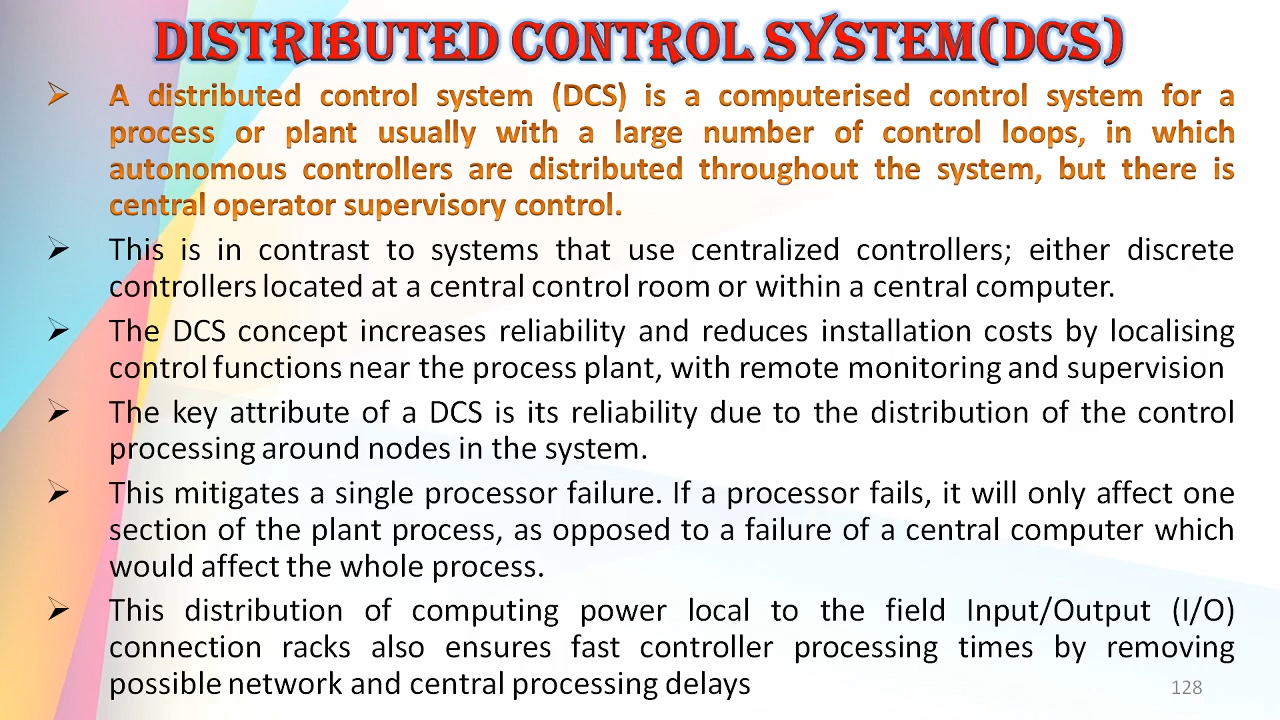 DISTRIBUTED CONTROL SYSTEM(DCS)
➢ A distributed control system (DCS) is a computerised control system for a
process or plant usually with a large number of control loops, in which
autonomous controllers are distributed throughout the system, but there is
central operator supervisory control.
➢ This is in contrast to systems that use centralized controllers; either discrete
controllers located at a central control room or within a central computer.
➢ The DCS concept increases reliability and reduces installation costs by localising
control functions near the process plant, with remote monitoring and supervision
➢ The key attribute of a DCS is its reliability due to the distribution of the control
processing around nodes in the system.
➢ This mitigates a single processor failure. If a processor fails, it will only affect one
section of the plant process, as opposed to a failure of a central computer which
would affect the whole process.
➢ This distribution of computing power local to the field Input/Output (I/O)
connection racks also ensures fast controller processing times by removing
possible network and central processing delays
128